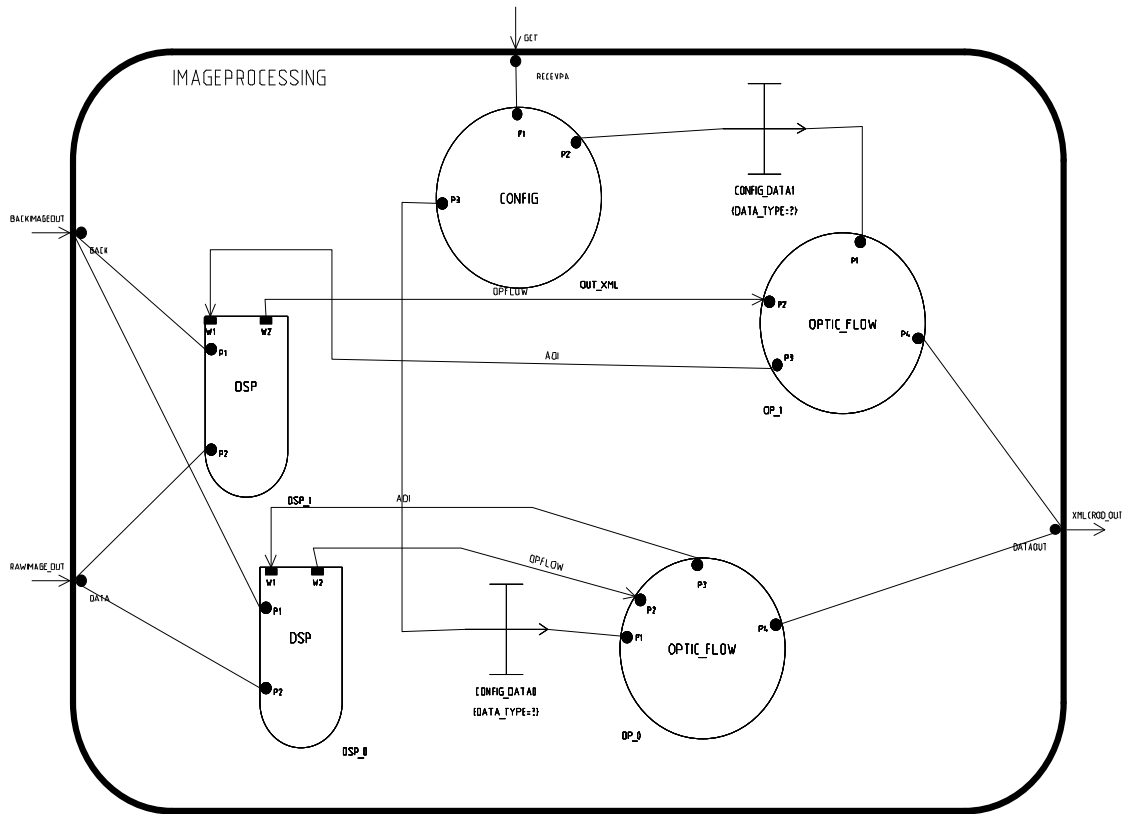 GET
IMAGEPROCESSING
RECEVPA
P1
P2
CONFIG
P3
CONFIG_DATA1
(DATA_TYPE=?)
BACKIMAGEOUT
BACK
P1
OUT_XML
OPFLOW
P2
W1
W2
OPTIC_FLOW
P4
P1
AOI
P3
DSP
OP_1
P2
DSP_1
AOI
XMLCROD_OUT
DATAOUT
RAWIMAGE_OUT
OPFLOW
P3
W1
W2
DATA
P2
P1
P4
P1
DSP
OPTIC_FLOW
P2
CONFIG_DATA0
(DATA_TYPE=?)
OP_0
DSP_0